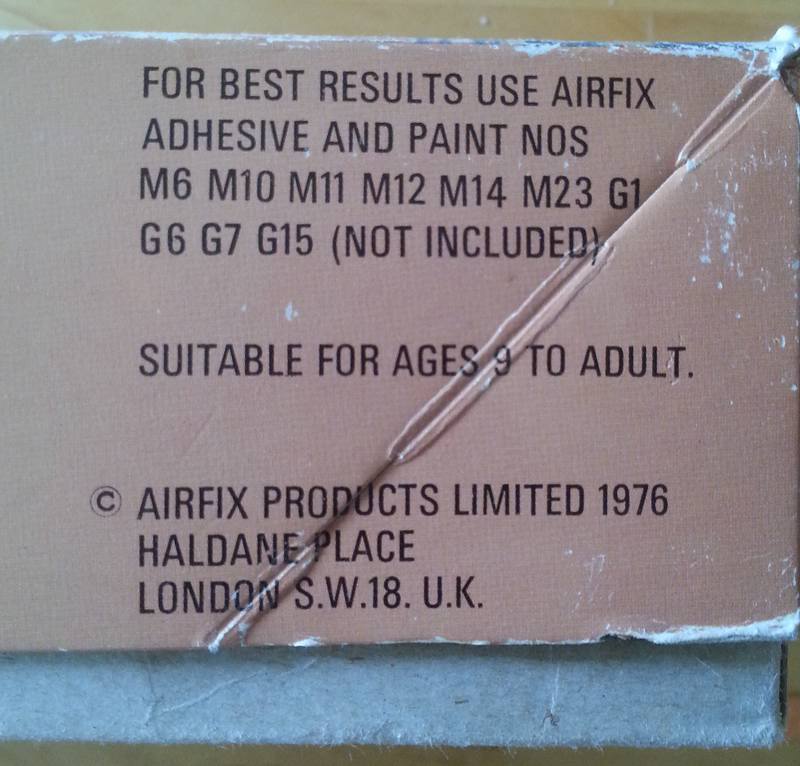 FOR BEST RESULTS USE AIRFIX
ADHESIVE AND PAINT NOS
M6 M10 M11 M12 M14 M23 G1
G6 G7 G15 (NOT INCLUDED)
SUITABLE FOR AGES 9 TO ADULT.
© AIRFIX PRODUCTS LIMITED 1976
HALDANE PLACE
LONDON S.W.18. U.K.